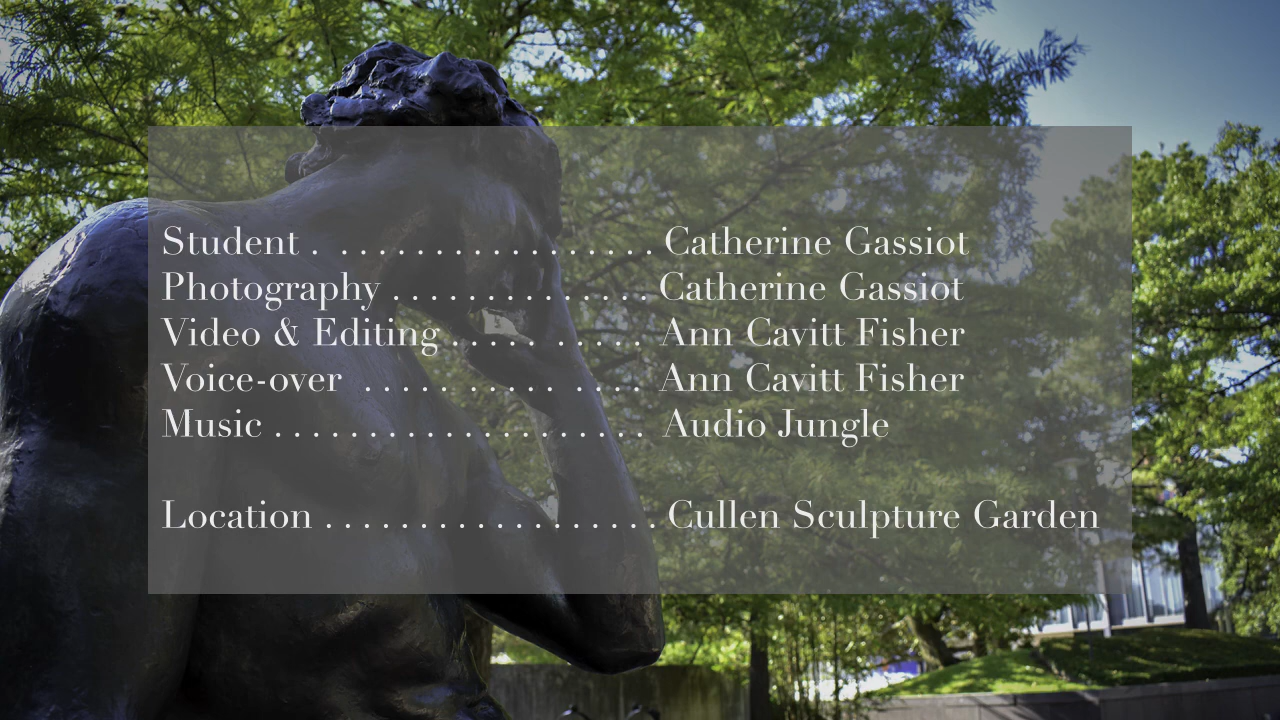 Student . . . . . . . . . . . . . . . . . . Catherine Gassiot
Photography . . . . . . . . . . . . . . Catherine Gassiot
Video & Editing . . . . . . . . . . Ann Cavitt Fisher
Voice-over . . . . . . . . . . . . . . Ann Cavitt Fisher
Music . . . . . . . . . . . . . . . . . . . . Audio Jungle
Location . . . . . . . . . . . . . . . . . . Cullen Sculpture Garden